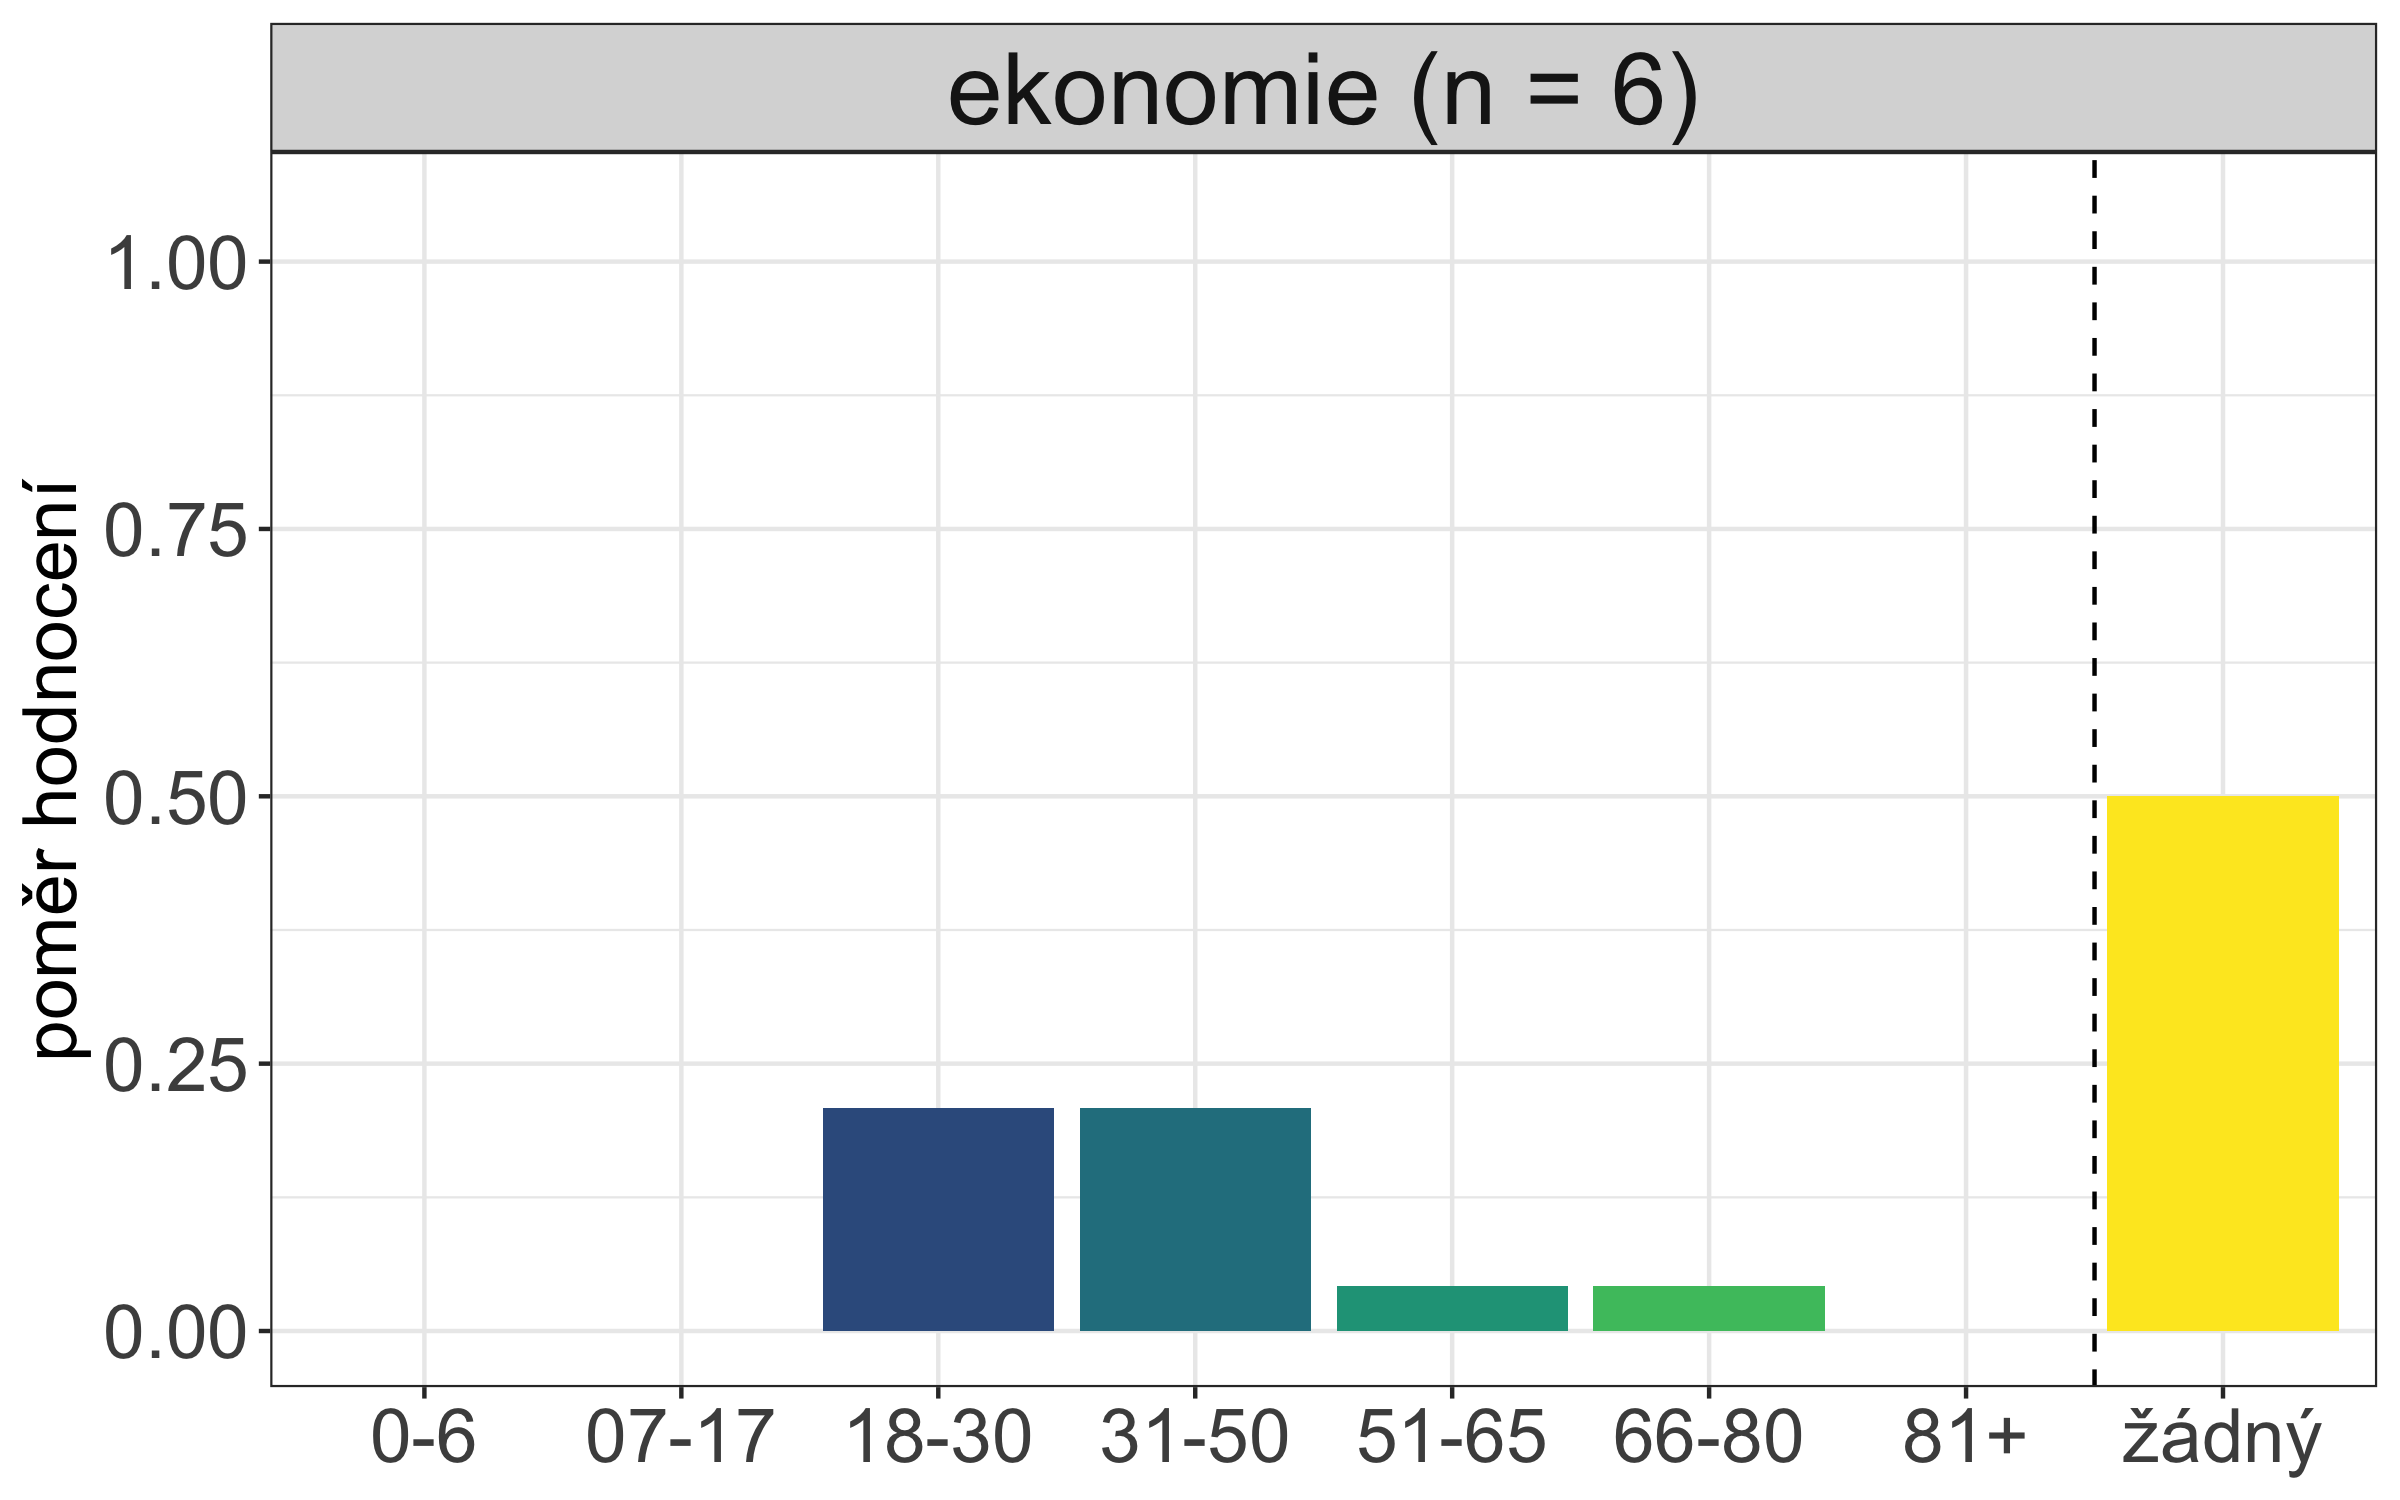 ekonomie (n = 6)
poměr hodnocení
1.00
0.75
0.50
0.25
0.00
0-6 07-17 18-30 31-50 51-65 66-80 81+ žádný